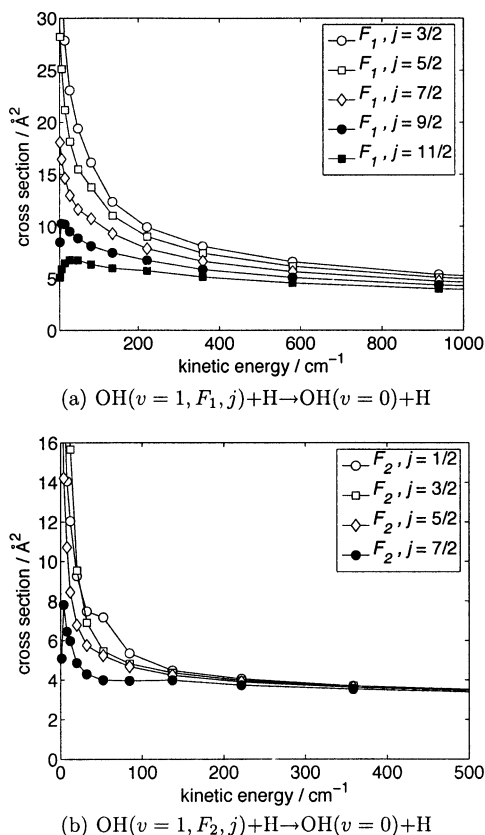 30
25
20
15
10
5
0
cross section / Å²
F₁ , j = 3/2
F₁ , j = 5/2
F₁ , j = 7/2
F₁ , j = 9/2
F₁ , j = 11/2
200 400 600 800 1000
kinetic energy / cm⁻¹
(a) OH(v = 1, F₁, j)+H→OH(v = 0)+H
16
14
12
10
8
6
4
2
0
cross section / Å²
F₂ , j = 1/2
F₂ , j = 3/2
F₂ , j = 5/2
F₂ , j = 7/2
0 100 200 300 400 500
kinetic energy / cm⁻¹
(b) OH(v = 1, F₂, j)+H→OH(v = 0)+H